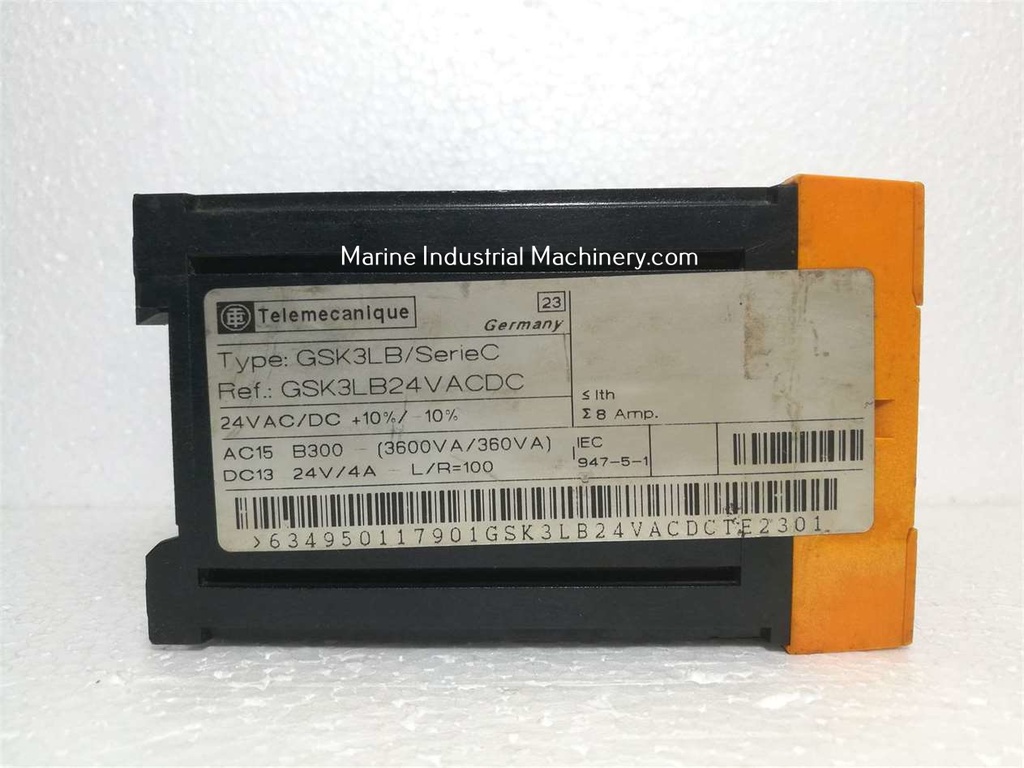 Marine Industrial Machinery.com
Telemecanique
23
Germany
Type: GSK3LB/SerieC
Ref.: GSK3LB24VACDC
24VAC/DC +10%/ -10%
≤ Ith
Σ 8 Amp.
AC15 B300 - (3600VA/360VA)
DC13 24V/4A - L/R=100
IEC
947-5-1
>634950117901GSK3LB24VACDCTE2301